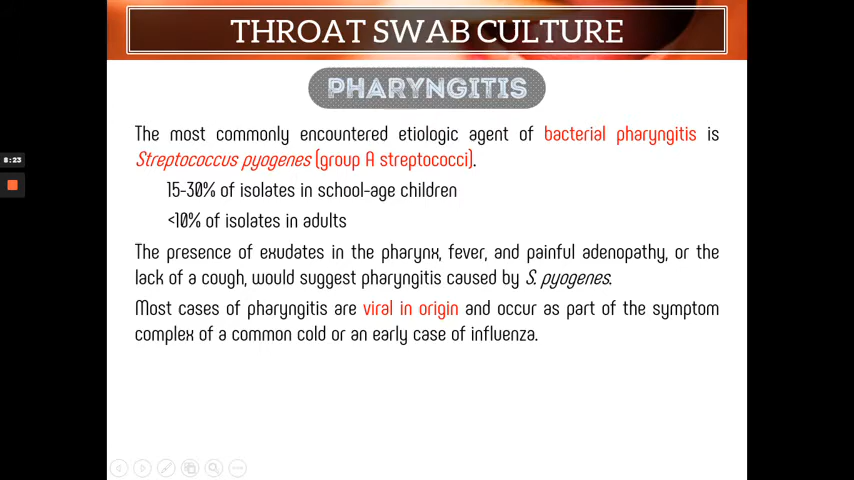 THROAT SWAB CULTURE
PHARYNGITIS
The most commonly encountered etiologic agent of bacterial pharyngitis is
Streptococcus pyogenes (group A streptococci).
8:23
15-30% of isolates in school-age children
<10% of isolates in adults
The presence of exudates in the pharynx, fever, and painful adenopathy, or the
lack of a cough, would suggest pharyngitis caused by S. pyogenes.
Most cases of pharyngitis are viral in origin and occur as part of the symptom
complex of a common cold or an early case of influenza.